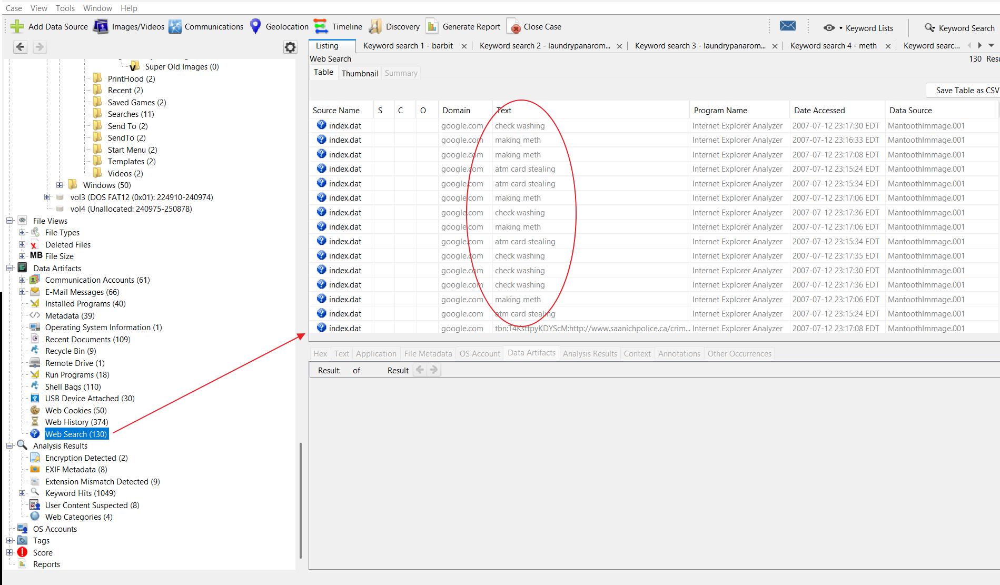 Case View Tools Window Help
Add Data Source Images/Videos Communications Geolocation Timeline Discovery Generate Report Close Case Keyword Lists Keyword Search
Super Old Images (0)
PrintHood (2)
Recent (2)
Saved Games (2)
Searches (11)
Send To (2)
SendTo (2)
Start Menu (2)
Templates (2)
Videos (2)
Windows (50)
vol3 (DOS FAT12 (0x01): 224910-240974)
vol4 (Unallocated: 240975-250878)
File Views
File Types
Deleted Files
MB File Size
Data Artifacts
Communication Accounts (61)
E-Mail Messages (66)
Installed Programs (40)
Metadata (39)
Operating System Information (1)
Recent Documents (109)
Recycle Bin (9)
Remote Drive (1)
Run Programs (18)
Shell Bags (110)
USB Device Attached (30)
Web Cookies (50)
Web History (374)
Web Search (130)
Analysis Results
Encryption Detected (2)
EXIF Metadata (8)
Extension Mismatch Detected (9)
Keyword Hits (1049)
User Content Suspected (8)
Web Categories (4)
OS Accounts
Tags
Score
Reports
Listing Keyword search 1 - barbit Keyword search 2 - laundrypanarom... Keyword search 3 - laundrypanarom... Keyword search 4 - meth Keyword searc...
Web Search 130 Resu
Table Thumbnail Summary
Save Table as CSV
Source Name S C O Domain Text Program Name Date Accessed Data Source
index.dat google.com check washing Internet Explorer Analyzer 2007-07-12 23:17:30 EDT MantoothImmage.001
index.dat google.com making meth Internet Explorer Analyzer 2007-07-12 23:16:33 EDT MantoothImmage.001
index.dat google.com making meth Internet Explorer Analyzer 2007-07-12 23:17:08 EDT MantoothImmage.001
index.dat google.com atm card stealing Internet Explorer Analyzer 2007-07-12 23:15:24 EDT MantoothImmage.001
index.dat google.com atm card stealing Internet Explorer Analyzer 2007-07-12 23:15:34 EDT MantoothImmage.001
index.dat google.com making meth Internet Explorer Analyzer 2007-07-12 23:17:06 EDT MantoothImmage.001
index.dat google.com check washing Internet Explorer Analyzer 2007-07-12 23:17:36 EDT MantoothImmage.001
index.dat google.com making meth Internet Explorer Analyzer 2007-07-12 23:17:06 EDT MantoothImmage.001
index.dat google.com atm card stealing Internet Explorer Analyzer 2007-07-12 23:15:34 EDT MantoothImmage.001
index.dat google.com check washing Internet Explorer Analyzer 2007-07-12 23:17:35 EDT MantoothImmage.001
index.dat google.com check washing Internet Explorer Analyzer 2007-07-12 23:17:30 EDT MantoothImmage.001
index.dat google.com check washing Internet Explorer Analyzer 2007-07-12 23:17:36 EDT MantoothImmage.001
index.dat google.com making meth Internet Explorer Analyzer 2007-07-12 23:17:06 EDT MantoothImmage.001
index.dat google.com atm card stealing Internet Explorer Analyzer 2007-07-12 23:15:24 EDT MantoothImmage.001
index.dat google.com tbn:T4KsttpyKDYScM:http://www.saanichpolice.ca/crim... Internet Explorer Analyzer 2007-07-12 23:17:08 EDT MantoothImmage.001
Hex Text Application File Metadata OS Account Data Artifacts Analysis Results Context Annotations Other Occurrences
Result: of Result